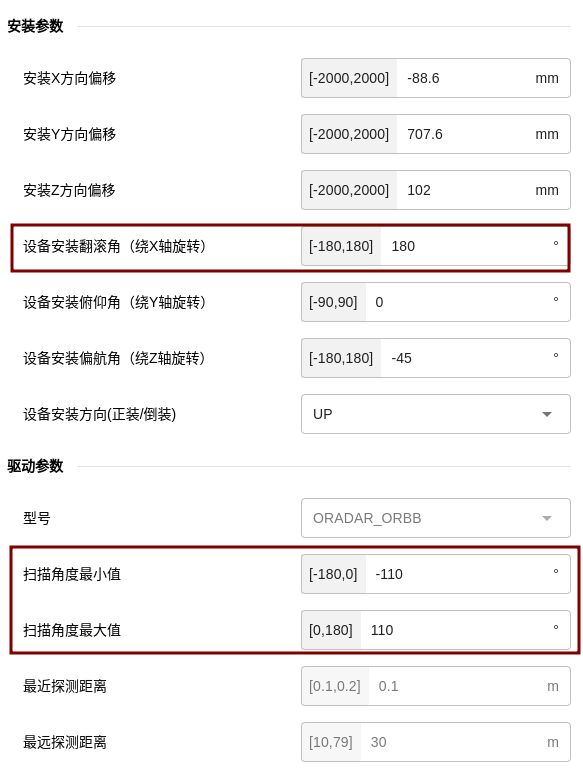 安装参数
安装X方向偏移 [-2000,2000] -88.6 mm
安装Y方向偏移 [-2000,2000] 707.6 mm
安装Z方向偏移 [-2000,2000] 102 mm
设备安装翻滚角（绕X轴旋转） [-180,180] 180 °
设备安装俯仰角（绕Y轴旋转） [-90,90] 0 °
设备安装偏航角（绕Z轴旋转） [-180,180] -45 °
设备安装方向(正装/倒装) UP
驱动参数
型号 ORADAR_ORBB
扫描角度最小值 [-180,0] -110 °
扫描角度最大值 [0,180] 110 °
最近探测距离 [0.1,0.2] 0.1 m
最远探测距离 [10,79] 30 m